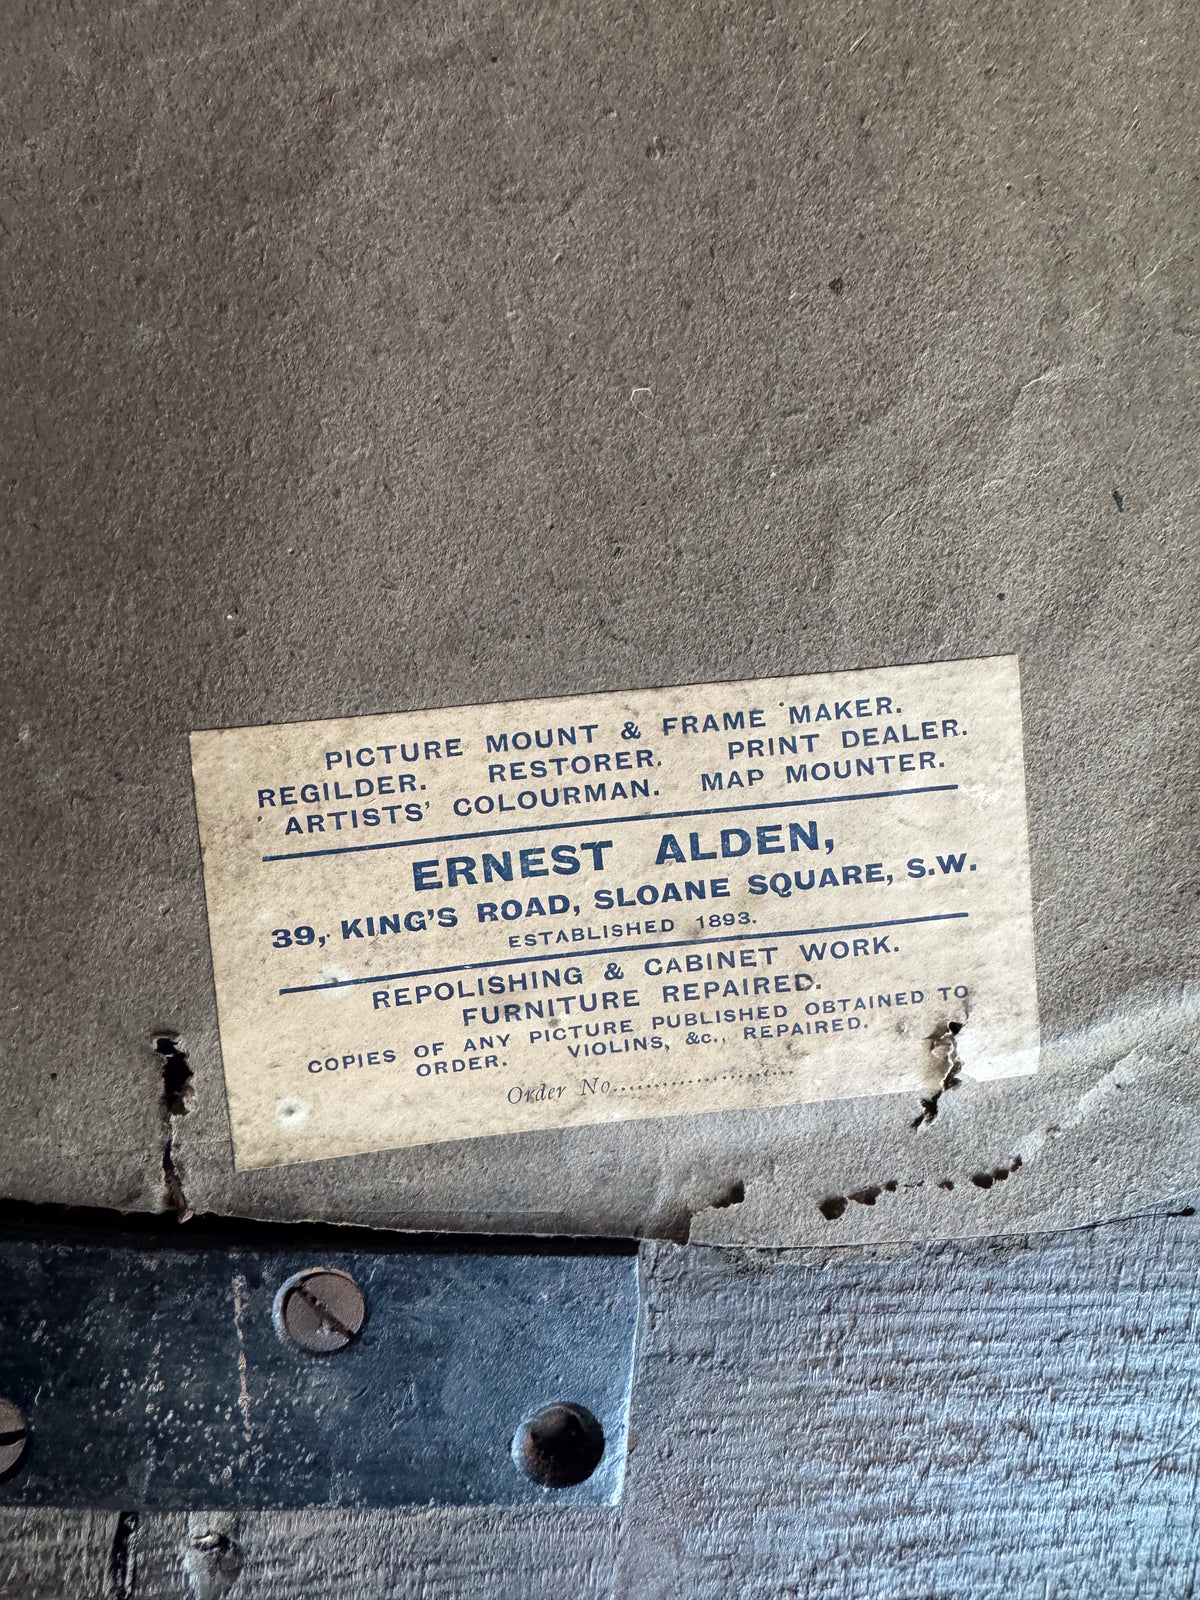 PICTURE MOUNT & FRAME MAKER.
REGILDER. RESTORER. PRINT DEALER.
ARTISTS' COLOURMAN. MAP MOUNTER.
ERNEST ALDEN,
39, KING'S ROAD, SLOANE SQUARE, S.W.
ESTABLISHED 1893.
REPOLISHING & CABINET WORK.
FURNITURE REPAIRED.
COPIES OF ANY PICTURE PUBLISHED OBTAINED TO
ORDER. VIOLINS, &c., REPAIRED.
Order No.......................